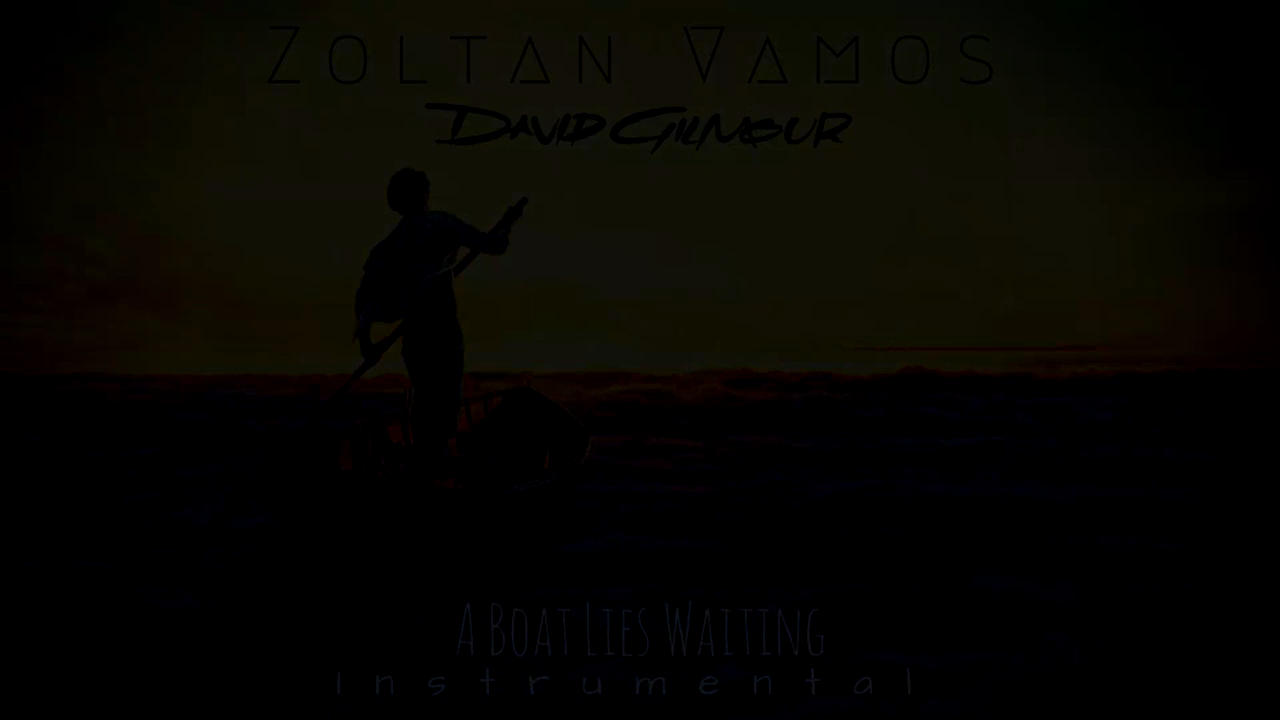 ZOLTAN VAMOS
DAVID GILMOUR
A BOAT LIES WAITING
Instrumental